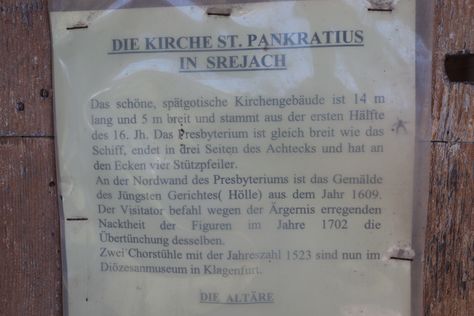 DIE KIRCHE ST. PANKRATIUS
IN SREJACH
Das schöne, spätgotische Kirchengebäude ist 14 m
lang und 5 m breit und stammt aus der ersten Hälfte
des 16. Jh. Das Presbyterium ist gleich breit wie das
Schiff, endet in drei Seiten des Achtecks und hat an
den Ecken vier Stützpfeiler.
An der Nordwand des Presbyteriums ist das Gemälde
des Jüngsten Gerichtes( Hölle) aus dem Jahr 1609.
Der Visitator befahl wegen der Ärgernis erregenden
Nacktheit der Figuren im Jahre 1702 die
Übertünchung desselben.
Zwei Chorstühle mit der Jahreszahl 1523 sind nun im
Diözesanmuseum in Klagenfurt.
DIE ALTÄRE